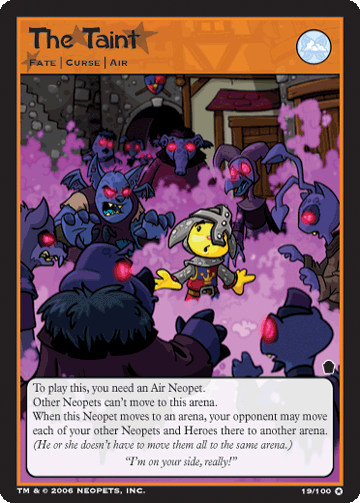 The Taint
Fate | Curse | Air
To play this, you need an Air Neopet.
Other Neopets can't move to this arena.
When this Neopet moves to an arena, your opponent may move
each of your other Neopets and Heroes there to another arena.
(He or she doesn't have to move them all to the same arena.)
"I'm on your side, really!"
TM & © 2006 NEOPETS, INC.
19/100